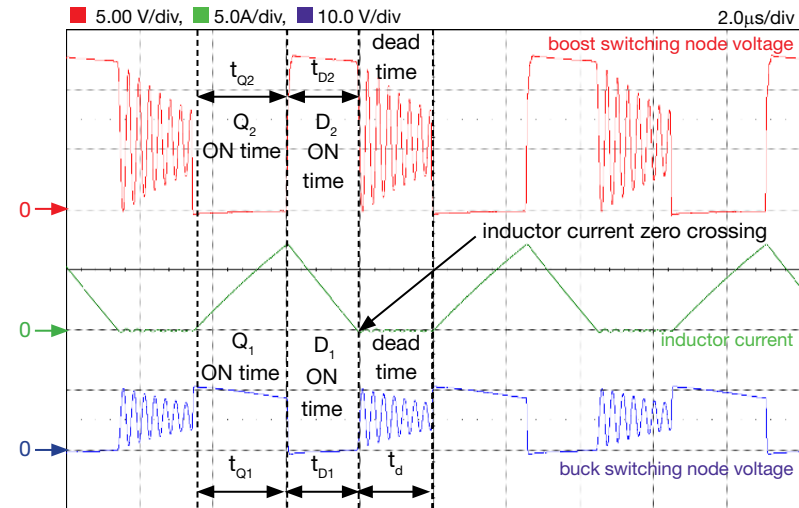 5.00 V/div, 5.0A/div, 10.0 V/div
2.0µs/div
boost switching node voltage
dead
time
tQ2
tD2
Q2
ON time
D2
ON
time
0
inductor current zero crossing
0
Q1
ON time
D1
ON
time
dead
time
inductor current
0
tQ1
tD1
td
buck switching node voltage